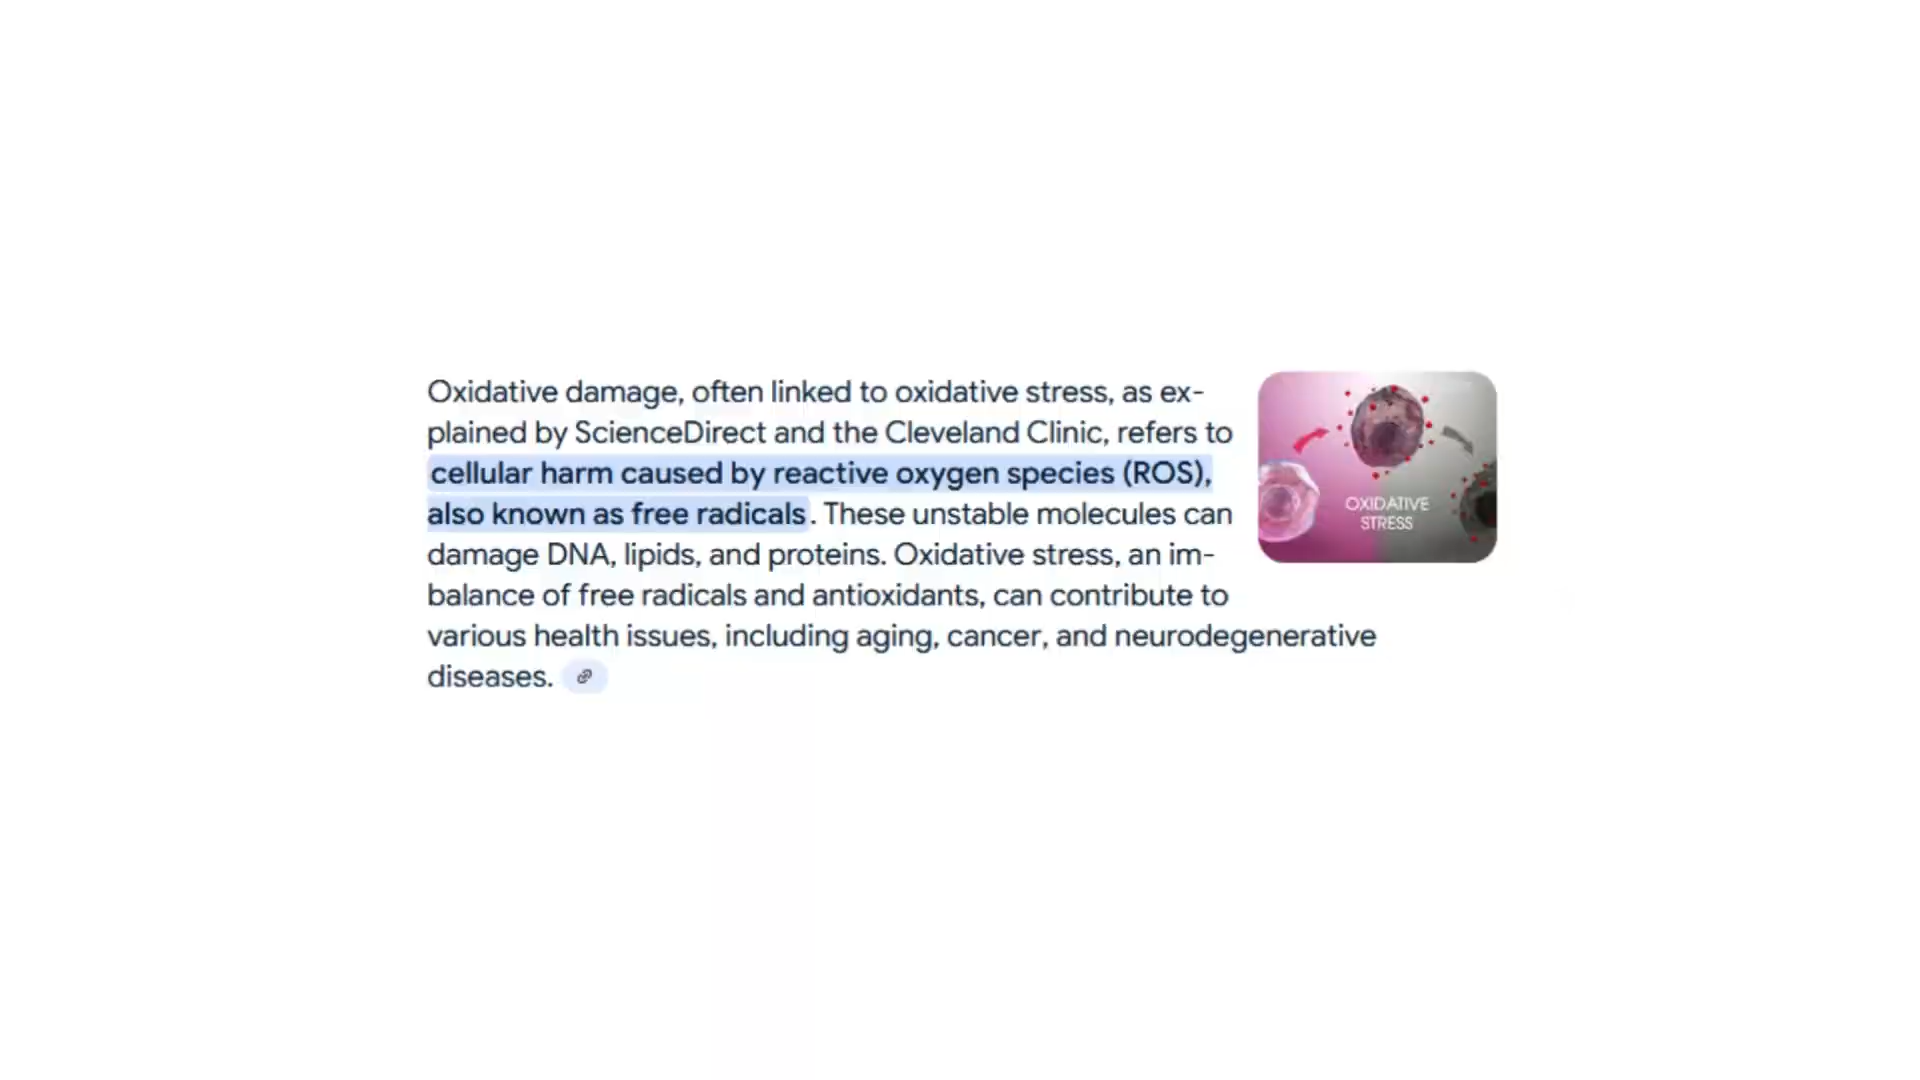 Oxidative damage, often linked to oxidative stress, as ex-
plained by ScienceDirect and the Cleveland Clinic, refers to
cellular harm caused by reactive oxygen species (ROS),
also known as free radicals. These unstable molecules can
damage DNA, lipids, and proteins. Oxidative stress, an im-
balance of free radicals and antioxidants, can contribute to
various health issues, including aging, cancer, and neurodegenerative
diseases.
OXIDATIVE
STRESS